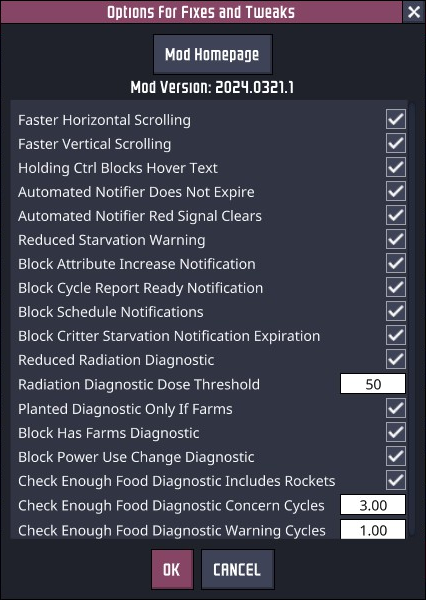 Options For Fixes and Tweaks
Mod Homepage
Mod Version: 2024.0321.1
Faster Horizontal Scrolling
Faster Vertical Scrolling
Holding Ctrl Blocks Hover Text
Automated Notifier Does Not Expire
Automated Notifier Red Signal Clears
Reduced Starvation Warning
Block Attribute Increase Notification
Block Cycle Report Ready Notification
Block Schedule Notifications
Block Critter Starvation Notification Expiration
Reduced Radiation Diagnostic
Radiation Diagnostic Dose Threshold 50
Planted Diagnostic Only If Farms
Block Has Farms Diagnostic
Block Power Use Change Diagnostic
Check Enough Food Diagnostic Includes Rockets
Check Enough Food Diagnostic Concern Cycles 3.00
Check Enough Food Diagnostic Warning Cycles 1.00
OK CANCEL